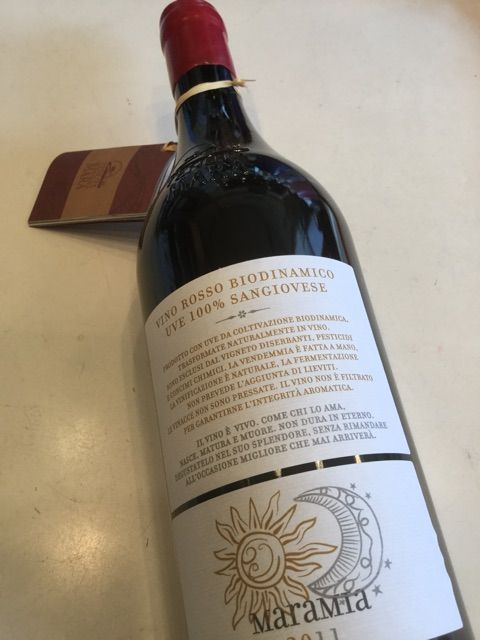 VINO ROSSO BIODINAMICO
UVE 100% SANGIOVESE
PRODOTTO CON UVE DA COLTIVAZIONE BIODINAMICA,
TRASFORMATE NATURALMENTE IN VINO.
SONO ESCLUSI DAL VIGNETO DISERBANTI, PESTICIDI
E CONCIMI CHIMICI. LA VENDEMMIA È FATTA A MANO,
LA VINIFICAZIONE È NATURALE, LA FERMENTAZIONE
NON PREVEDE L'AGGIUNTA DI LIEVITI.
LE VINACCE NON SONO PRESSATE. IL VINO NON È FILTRATO
PER GARANTIRNE L'INTEGRITÀ AROMATICA.
IL VINO È VIVO. COME CHI LO AMA.
NASCE, MATURA E MUORE. NON DURA IN ETERNO.
DEGUSTATELO NEL SUO SPLENDORE, SENZA RIMANDARE
ALL'OCCASIONE MIGLIORE CHE MAI ARRIVERÀ.
MaraMia
2011